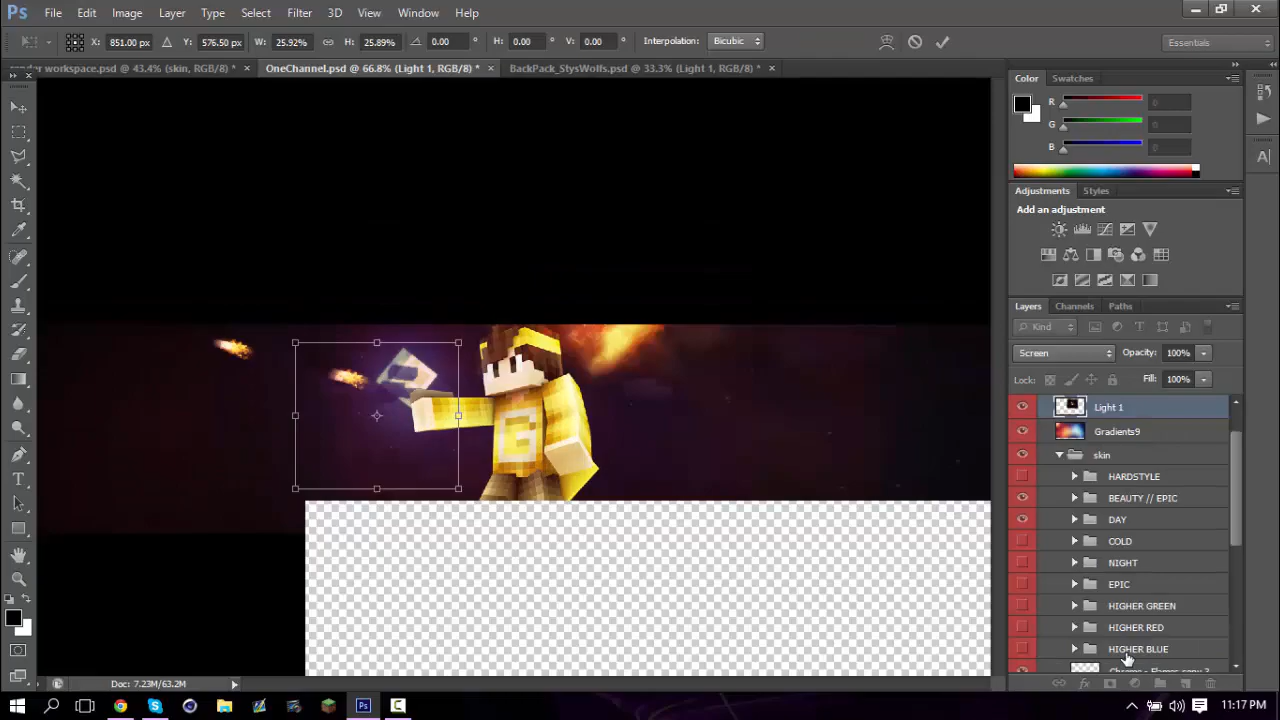 Ps File Edit Image Layer Type Select Filter 3D View Window Help
X: 851.00 px Y: 576.50 px W: 25.92% H: 25.89% 0.00 ° H: 0.00 ° V: 0.00 ° Interpolation: Bicubic Essentials
workspace.psd @ 43.4% (skin, RGB/8) * × OneChannel.psd @ 66.8% (Light 1, RGB/8) * × BackPack_StysWolfs.psd @ 33.3% (Light 1, RGB/8) * ×
Color Swatches
R 0
G 0
B 0
Adjustments Styles
Add an adjustment
Layers Channels Paths
Kind
Screen Opacity: 100%
Lock: Fill: 100%
Light 1
Gradients9
skin
HARDSTYLE
BEAUTY // EPIC
DAY
COLD
NIGHT
EPIC
HIGHER GREEN
HIGHER RED
HIGHER BLUE
Doc: 7.23M/63.2M
11:17 PM